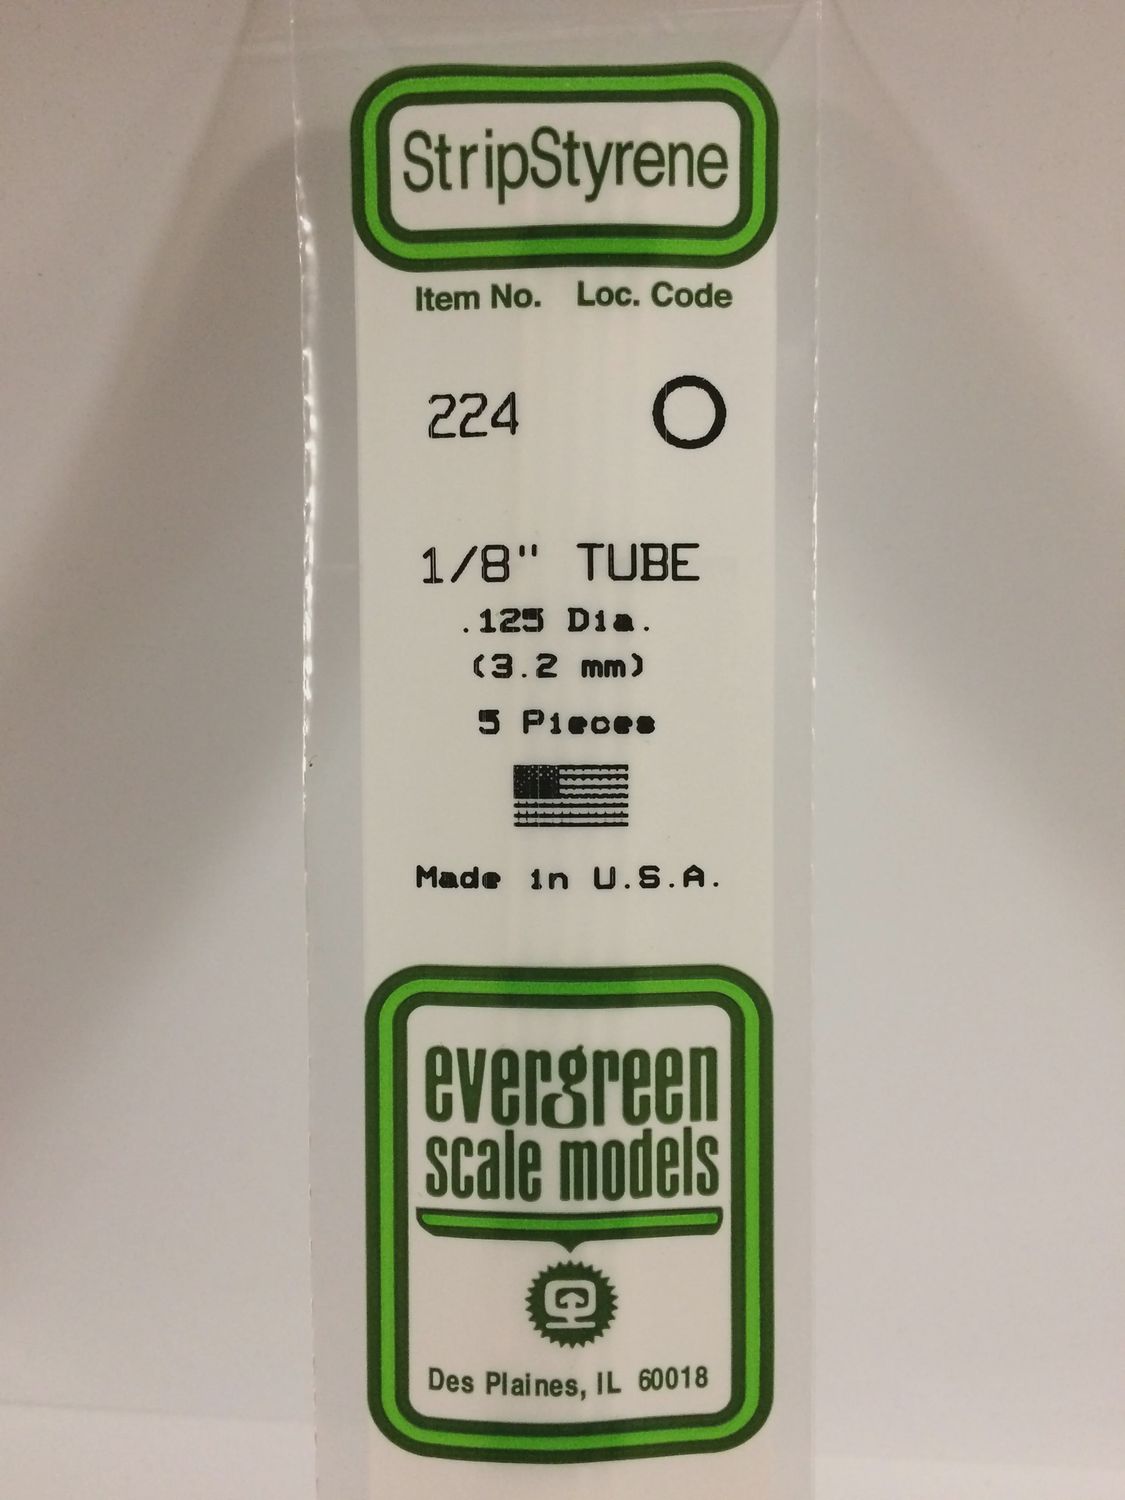 StripStyrene
Item No. Loc. Code
224
1/8" TUBE
.125 Dia.
(3.2 mm)
5 Pieces
Made in U.S.A.
evergreen
scale models
Des Plaines, IL 60018